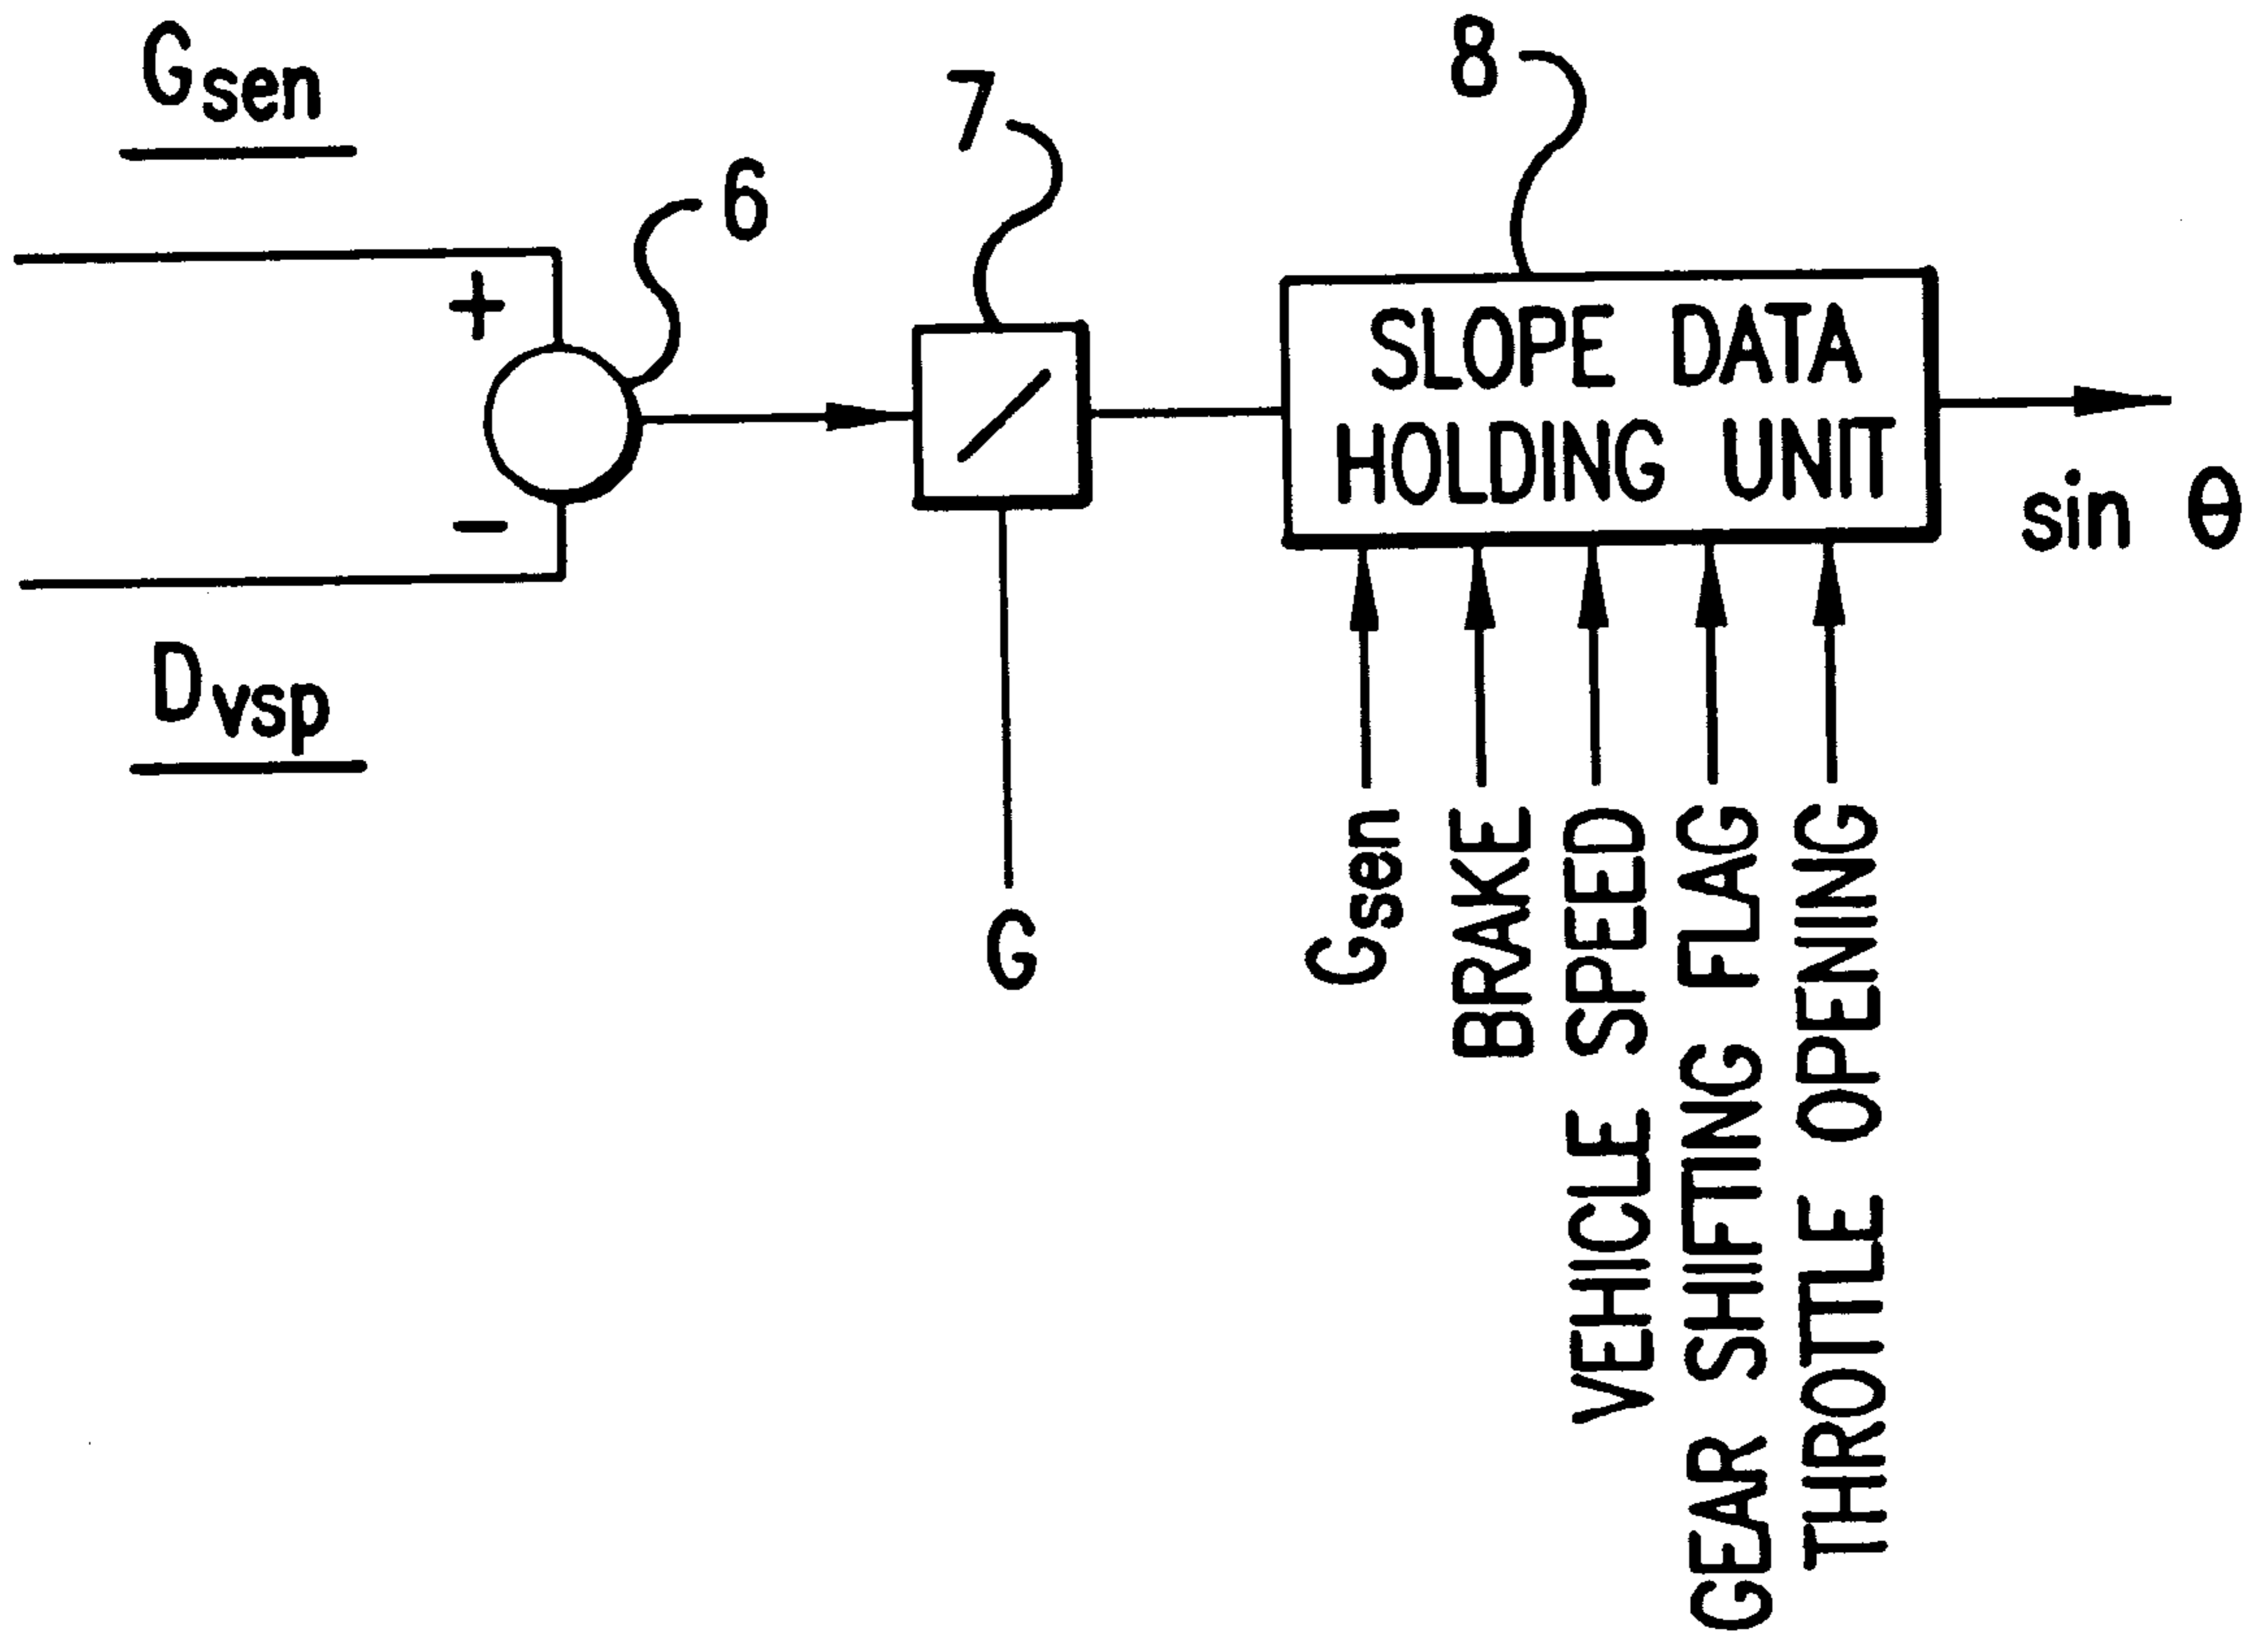 Gsen
6
7
8
+
−
Dvsp
/
G
SLOPE DATA
HOLDING UNIT
sin θ
Gsen
BRAKE
VEHICLE SPEED
GEAR SHIFTING FLAG
THROTTLE OPENING